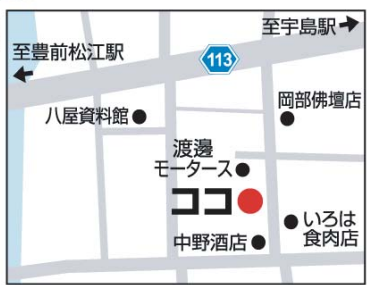 至宇島駅
至豊前松江駅
113
岡部佛壇店
八屋資料館
渡邊
モータース
ココ
いろは
食肉店
中野酒店